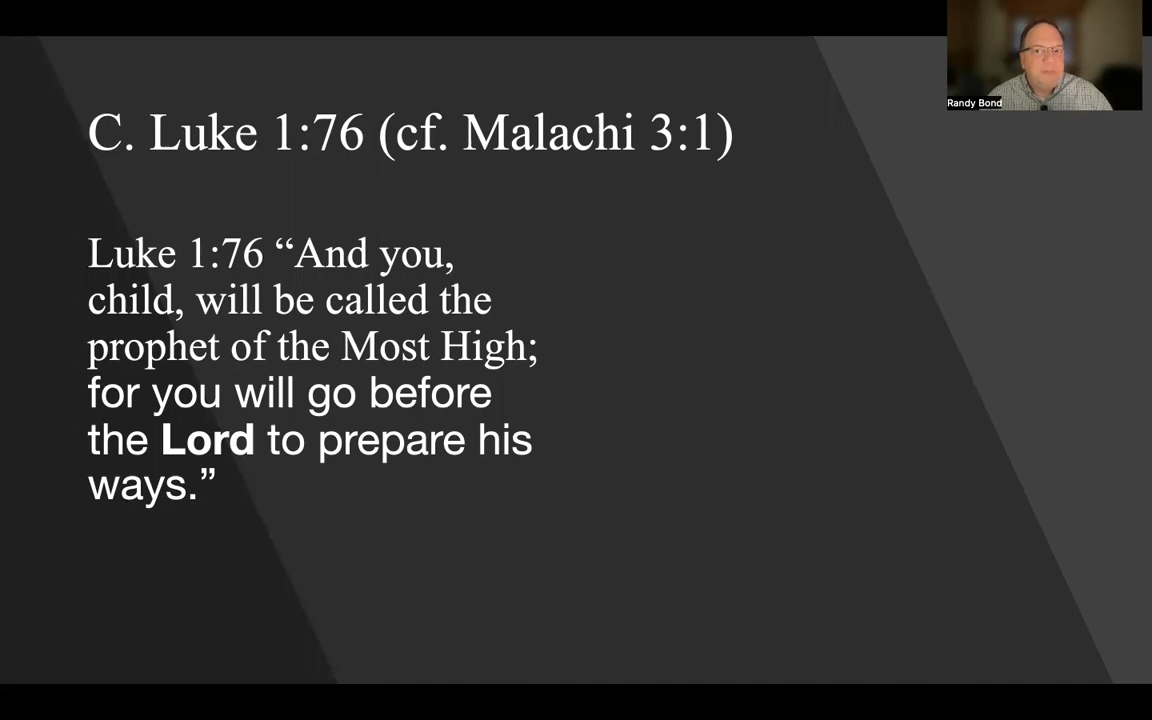 Randy Bond
C. Luke 1:76 (cf. Malachi 3:1)
Luke 1:76 “And you,
child, will be called the
prophet of the Most High;
for you will go before
the Lord to prepare his
ways.”